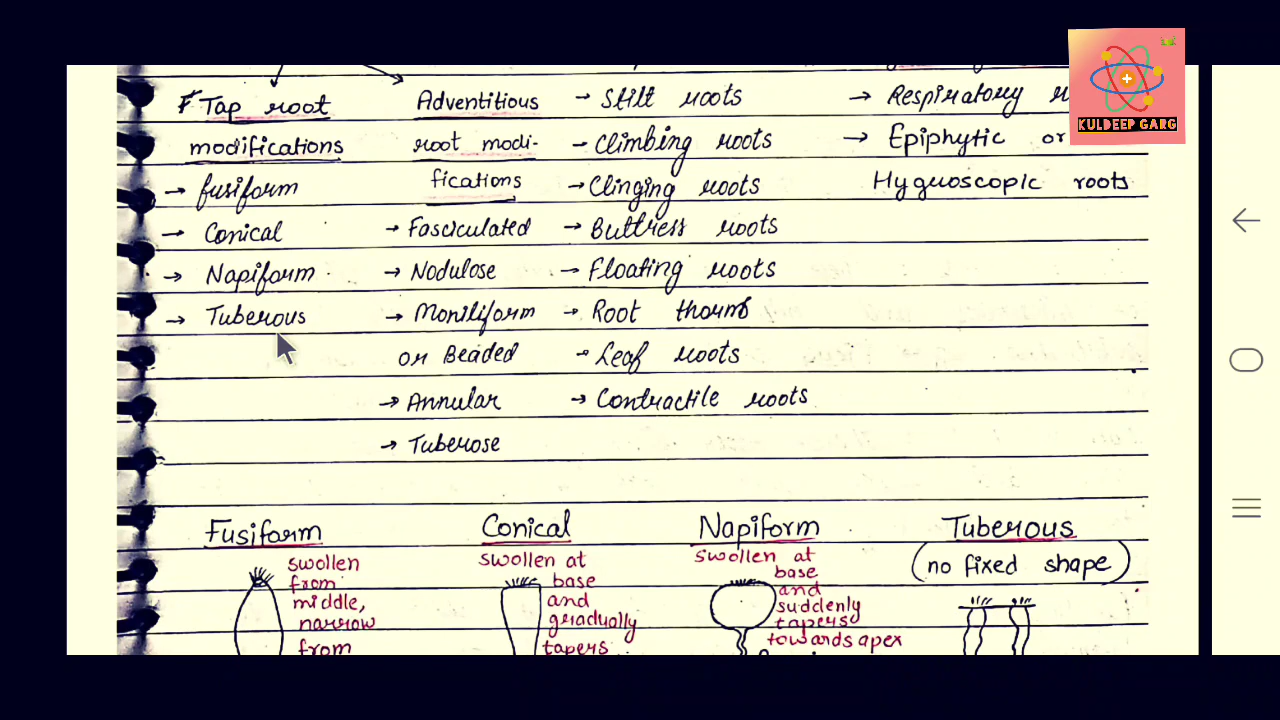 Tap root
modifications
→ fusiform
→ Conical
→ Napiform
→ Tuberous
Adventitious
root modi-
fications
→ Fasciculated
→ Nodulose
→ Moniliform
or Beaded
→ Annular
→ Tuberose
→ Stilt roots
→ Climbing roots
→ Clinging roots
→ Buttress roots
→ Floating roots
→ Root thorns
→ Leaf roots
→ Contractile roots
→ Respiratory
→ Epiphytic or
Hygroscopic roots
KULDEEP GARG
Fusiform
swollen
from
middle,
narrow
from
Conical
swollen at
base
and
gradually
tapers
Napiform
swollen at
base
and
suddenly
tapers
towards apex
Tuberous
(no fixed shape)